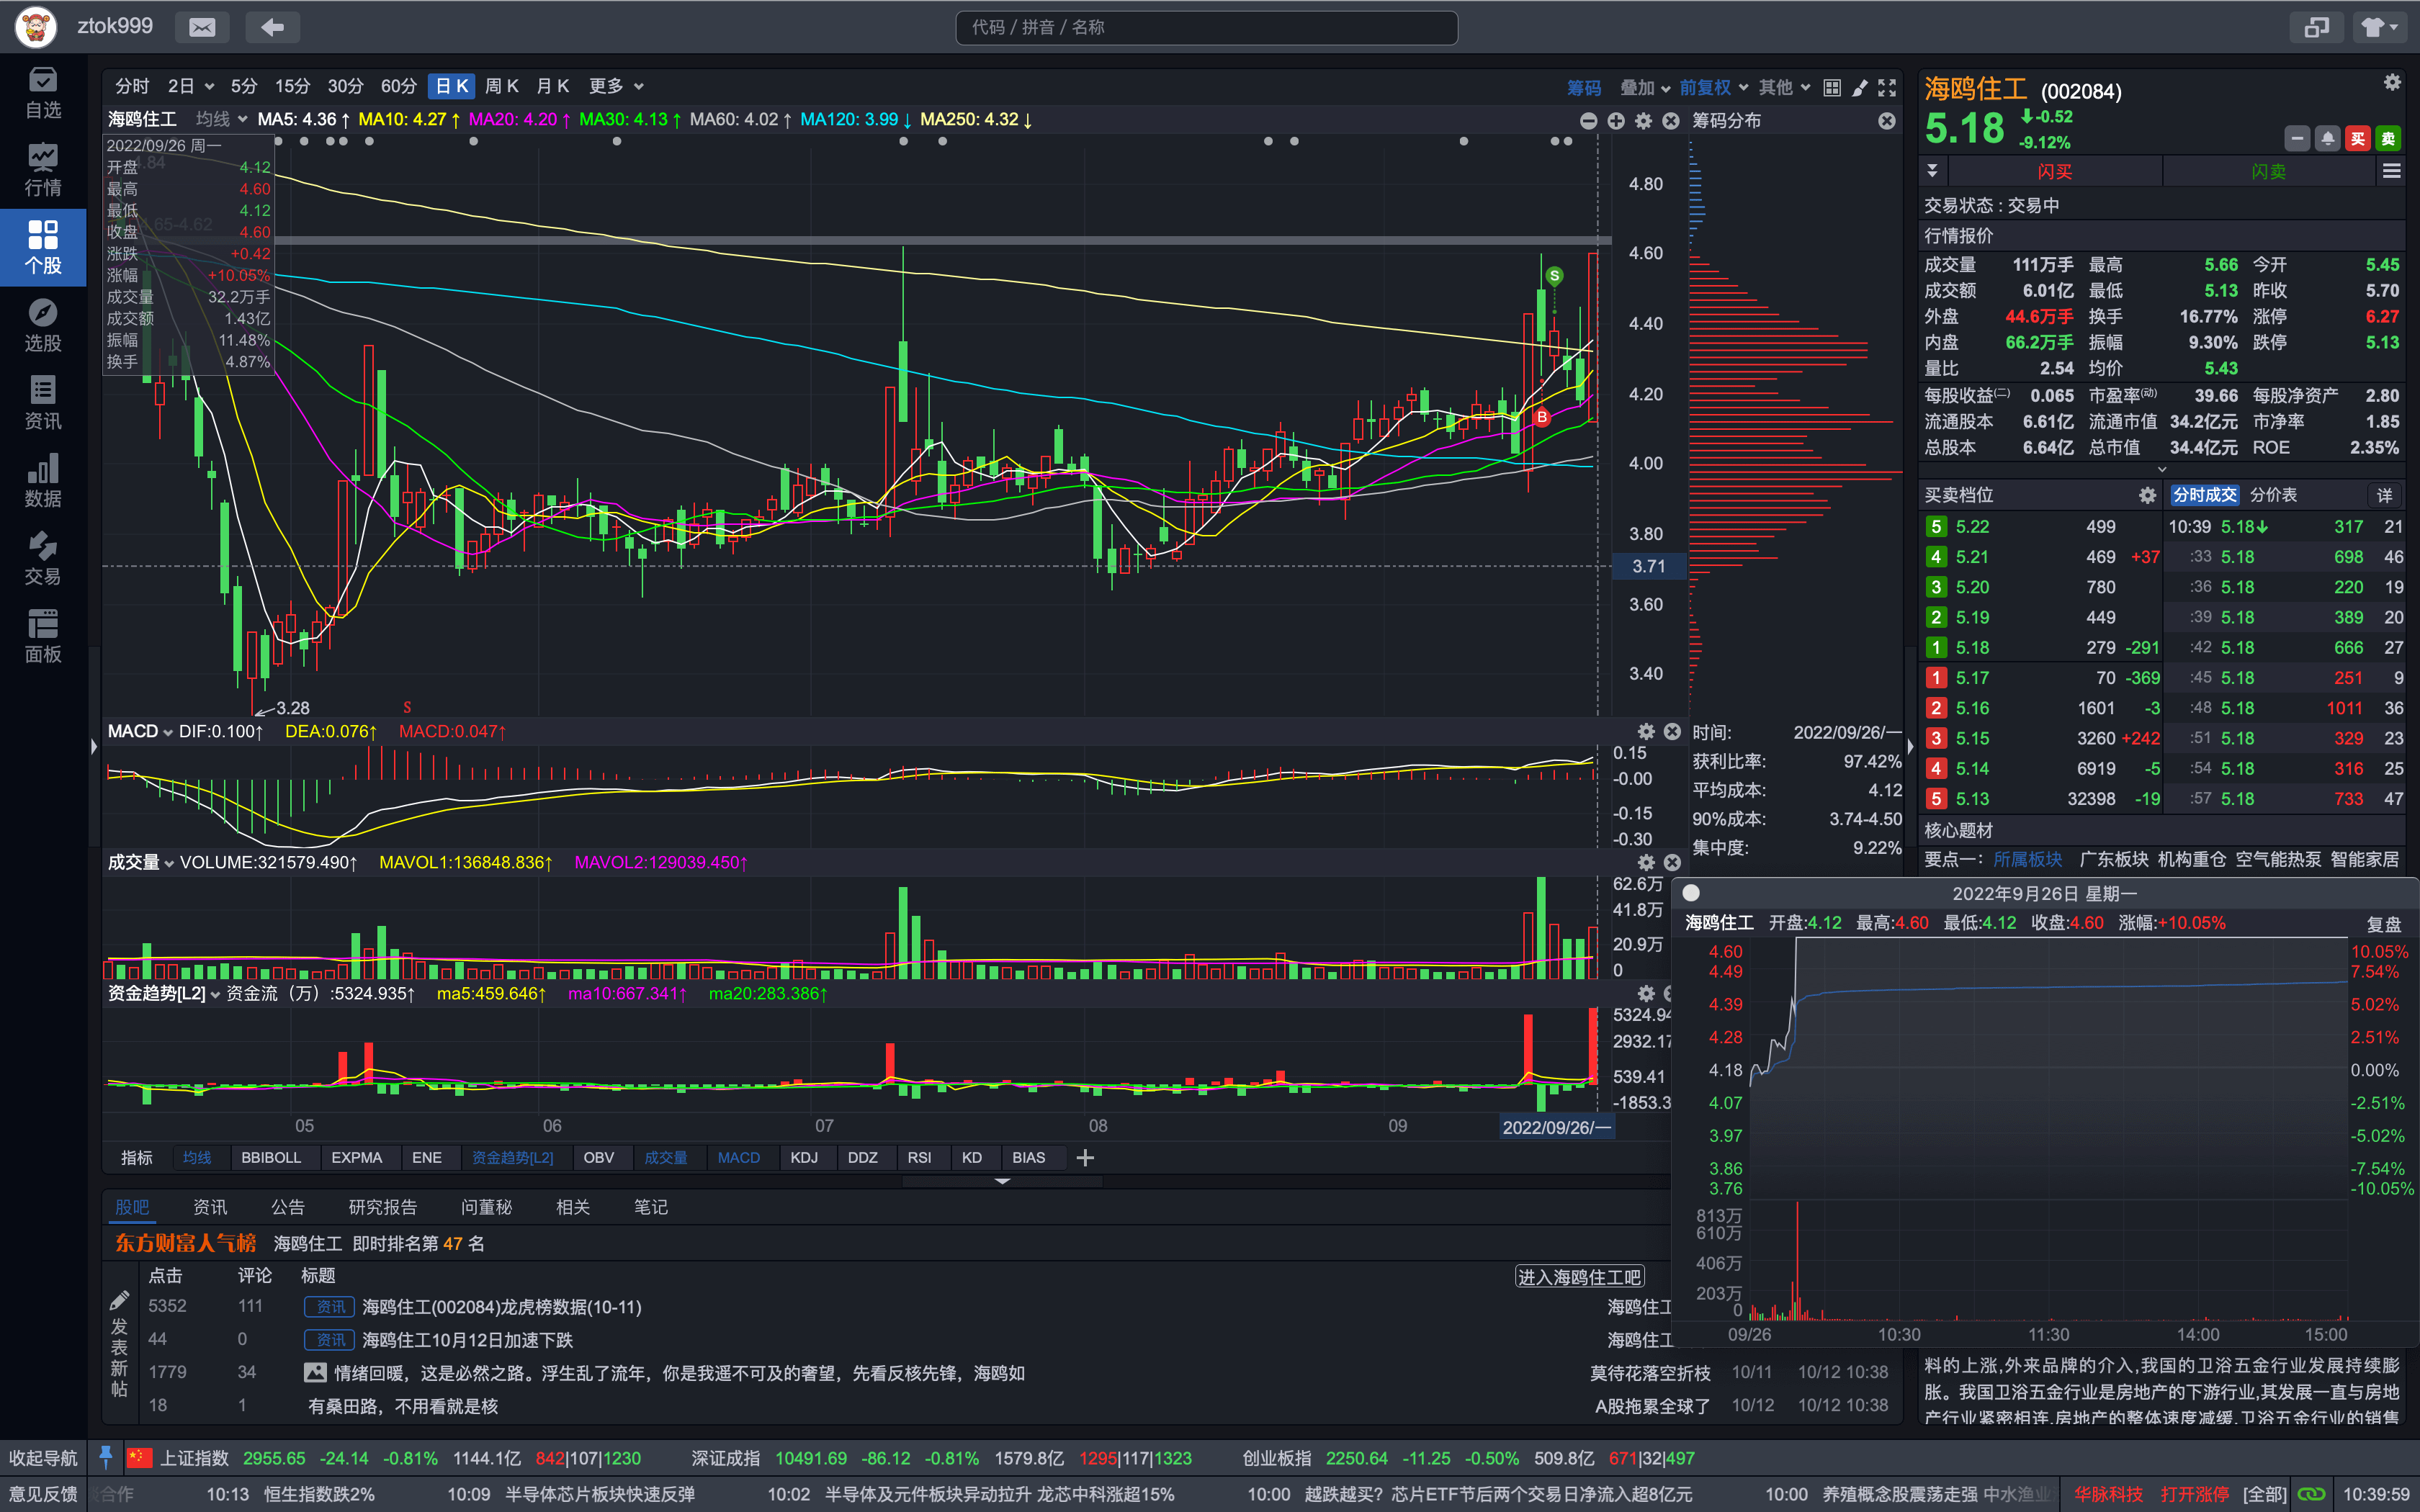 ztok999
代码 / 拼音 / 名称
自选
行情
个股
选股
资讯
数据
交易
面板
分时 2日 5分 15分 30分 60分 日K 周K 月K 更多
筹码 叠加 前复权 其他
海鸥住工 均线 MA5: 4.36↑ MA10: 4.27↑ MA20: 4.20↑ MA30: 4.13↑ MA60: 4.02↑ MA120: 3.99↓ MA250: 4.32↓
筹码分布
2022/09/26 周一
开盘 4.12
最高 4.60
最低 4.12
收盘 4.60
涨跌 +0.42
涨幅 +10.05%
成交量 32.2万手
成交额 1.43亿
振幅 11.48%
换手 4.87%
4.80
4.60
4.40
4.20
4.00
3.80
3.71
3.60
3.40
S
B
←3.28
S
MACD DIF:0.100↑ DEA:0.076↑ MACD:0.047↑
0.15
-0.00
-0.15
-0.30
成交量 VOLUME:321579.490↑ MAVOL1:136848.836↑ MAVOL2:129039.450↑
62.6万
41.8万
20.9万
0
资金趋势[L2] 资金流（万）:5324.935↑ ma5:459.646↑ ma10:667.341↑ ma20:283.386↑
5324.94
2932.17
539.41
-1853.3
05 06 07 08 09 2022/09/26/一
时间: 2022/09/26/一
获利比率: 97.42%
平均成本: 4.12
90%成本: 3.74-4.50
集中度: 9.22%
指标 均线 BBIBOLL EXPMA ENE 资金趋势[L2] OBV 成交量 MACD KDJ DDZ RSI KD BIAS
股吧 资讯 公告 研究报告 问董秘 相关 笔记
东方财富人气榜 海鸥住工 即时排名第 47 名
点击 评论 标题 进入海鸥住工吧
发表新帖
5352 111 资讯 海鸥住工(002084)龙虎榜数据(10-11) 海鸥住工
44 0 资讯 海鸥住工10月12日加速下跌 海鸥住工
1779 34 情绪回暖，这是必然之路。浮生乱了流年，你是我遥不可及的奢望，先看反核先锋，海鸥如 莫待花落空折枝 10/11 10/12 10:38
18 1 有桑田路，不用看就是核 A股拖累全球了 10/12 10/12 10:38
海鸥住工 (002084)
5.18 -0.52 -9.12%
买 卖
闪买 闪卖
交易状态 : 交易中
行情报价
成交量 111万手 最高 5.66 今开 5.45
成交额 6.01亿 最低 5.13 昨收 5.70
外盘 44.6万手 换手 16.77% 涨停 6.27
内盘 66.2万手 振幅 9.30% 跌停 5.13
量比 2.54 均价 5.43
每股收益(二) 0.065 市盈率(动) 39.66 每股净资产 2.80
流通股本 6.61亿 流通市值 34.2亿元 市净率 1.85
总股本 6.64亿 总市值 34.4亿元 ROE 2.35%
买卖档位 分时成交 分价表 详
5 5.22 499 10:39 5.18↓ 317 21
4 5.21 469 +37 :33 5.18 698 46
3 5.20 780 :36 5.18 220 19
2 5.19 449 :39 5.18 389 20
1 5.18 279 -291 :42 5.18 666 27
1 5.17 70 -369 :45 5.18 251 9
2 5.16 1601 -3 :48 5.18 1011 36
3 5.15 3260 +242 :51 5.18 329 23
4 5.14 6919 -5 :54 5.18 316 25
5 5.13 32398 -19 :57 5.18 733 47
核心题材
要点一： 所属板块 广东板块 机构重仓 空气能热泵 智能家居
2022年9月26日 星期一
海鸥住工 开盘:4.12 最高:4.60 最低:4.12 收盘:4.60 涨幅:+10.05% 复盘
4.60 10.05%
4.49 7.54%
4.39 5.02%
4.28 2.51%
4.18 0.00%
4.07 -2.51%
3.97 -5.02%
3.86 -7.54%
3.76 -10.05%
813万
610万
406万
203万
0
09/26 10:30 11:30 14:00 15:00
料的上涨,外来品牌的介入,我国的卫浴五金行业发展持续膨
胀。我国卫浴五金行业是房地产的下游行业,其发展一直与房地
产行业紧密相连,房地产的整体速度减缓,卫浴五金行业的销售
收起导航 上证指数 2955.65 -24.14 -0.81% 1144.1亿 842|107|1230 深证成指 10491.69 -86.12 -0.81% 1579.8亿 1295|117|1323 创业板指 2250.64 -11.25 -0.50% 509.8亿 671|32|497
意见反馈 合作 10:13 恒生指数跌2% 10:09 半导体芯片板块快速反弹 10:02 半导体及元件板块异动拉升 龙芯中科涨超15% 10:00 越跌越买？芯片ETF节后两个交易日净流入超8亿元 10:00 养殖概念股震荡走强 中水渔业 华脉科技 打开涨停 [全部] 10:39:59